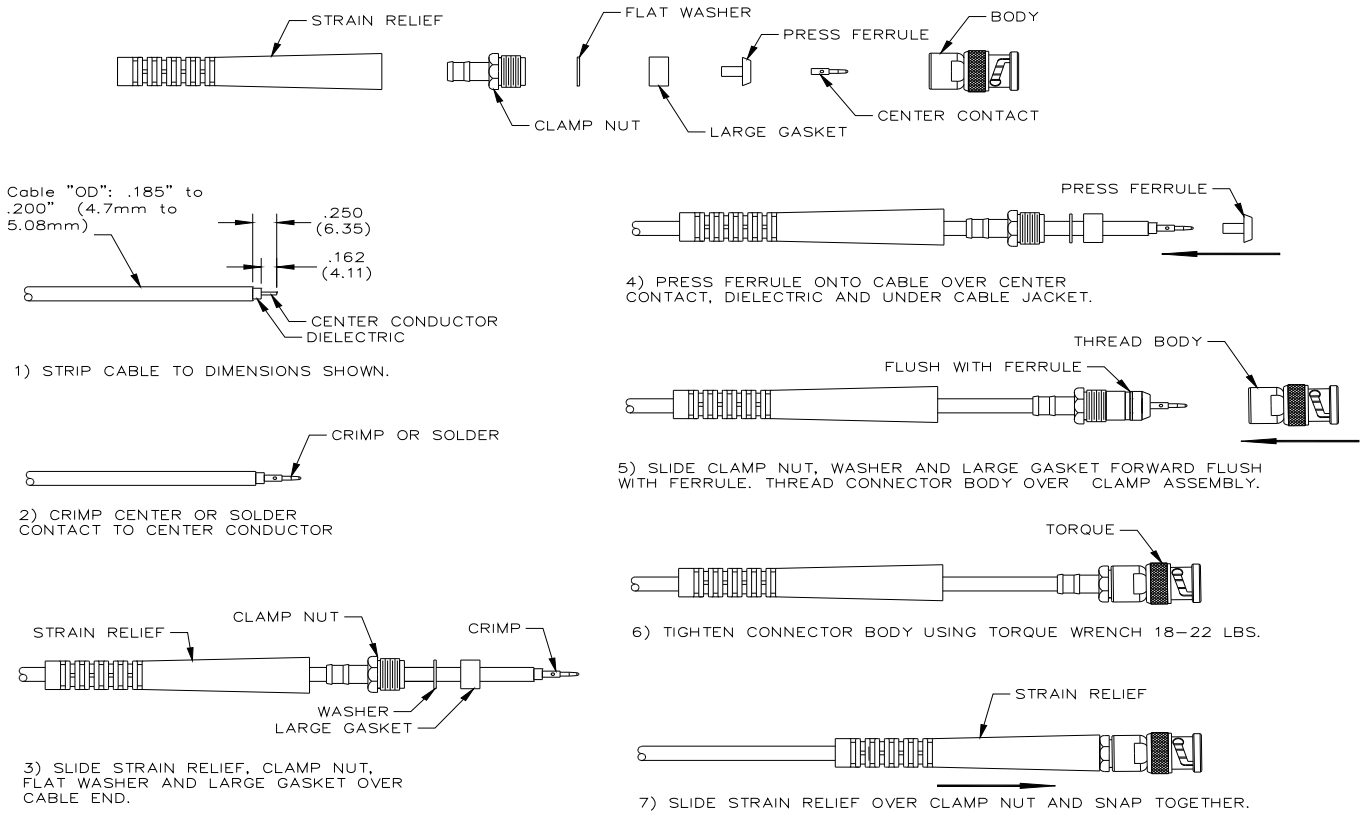 STRAIN RELIEF
FLAT WASHER
PRESS FERRULE
BODY
CLAMP NUT
LARGE GASKET
CENTER CONTACT
Cable "OD": .185" to
.200" (4.7mm to
5.08mm)
.250
(6.35)
.162
(4.11)
CENTER CONDUCTOR
DIELECTRIC
1) STRIP CABLE TO DIMENSIONS SHOWN.
CRIMP OR SOLDER
2) CRIMP CENTER OR SOLDER
CONTACT TO CENTER CONDUCTOR
STRAIN RELIEF
CLAMP NUT
CRIMP
WASHER
LARGE GASKET
3) SLIDE STRAIN RELIEF, CLAMP NUT,
FLAT WASHER AND LARGE GASKET OVER
CABLE END.
PRESS FERRULE
4) PRESS FERRULE ONTO CABLE OVER CENTER
CONTACT, DIELECTRIC AND UNDER CABLE JACKET.
THREAD BODY
FLUSH WITH FERRULE
5) SLIDE CLAMP NUT, WASHER AND LARGE GASKET FORWARD FLUSH
WITH FERRULE. THREAD CONNECTOR BODY OVER CLAMP ASSEMBLY.
TORQUE
6) TIGHTEN CONNECTOR BODY USING TORQUE WRENCH 18-22 LBS.
STRAIN RELIEF
7) SLIDE STRAIN RELIEF OVER CLAMP NUT AND SNAP TOGETHER.